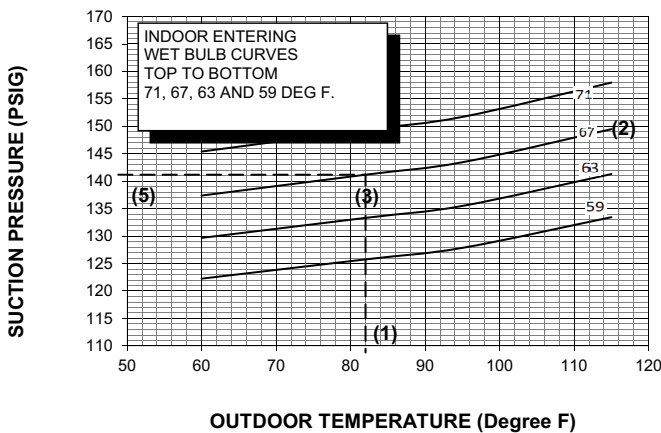 170
165
160
155
150
145
140
135
130
125
120
115
110
SUCTION PRESSURE (PSIG)
INDOOR ENTERING
WET BULB CURVES
TOP TO BOTTOM
71, 67, 63 AND 59 DEG F.
71
67 (2)
63
59
(5) (3)
(1)
50 60 70 80 90 100 110 120
OUTDOOR TEMPERATURE (Degree F)